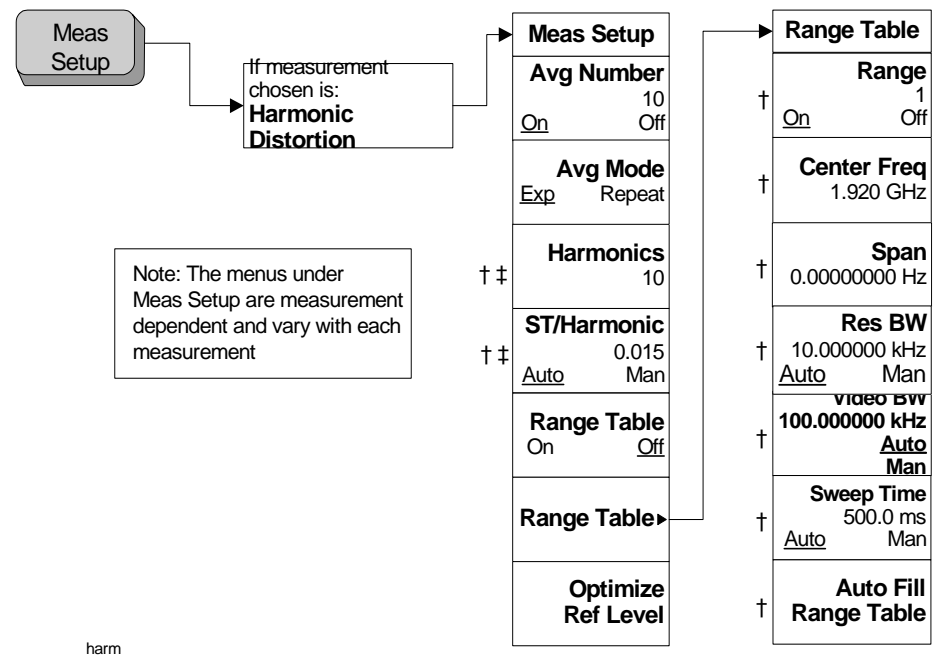 Meas
Setup
If measurement
chosen is:
Harmonic
Distortion
Note: The menus under
Meas Setup are measurement
dependent and vary with each
measurement
Meas Setup
Avg Number
10
On Off
Avg Mode
Exp Repeat
† ‡
Harmonics
10
† ‡
ST/Harmonic
0.015
Auto Man
Range Table
On Off
Range Table
Optimize
Ref Level
Range Table
†
Range
1
On Off
†
Center Freq
1.920 GHz
†
Span
0.00000000 Hz
†
Res BW
10.000000 kHz
Auto Man
†
Video BW
100.000000 kHz
Auto
Man
†
Sweep Time
500.0 ms
Auto Man
†
Auto Fill
Range Table
harm